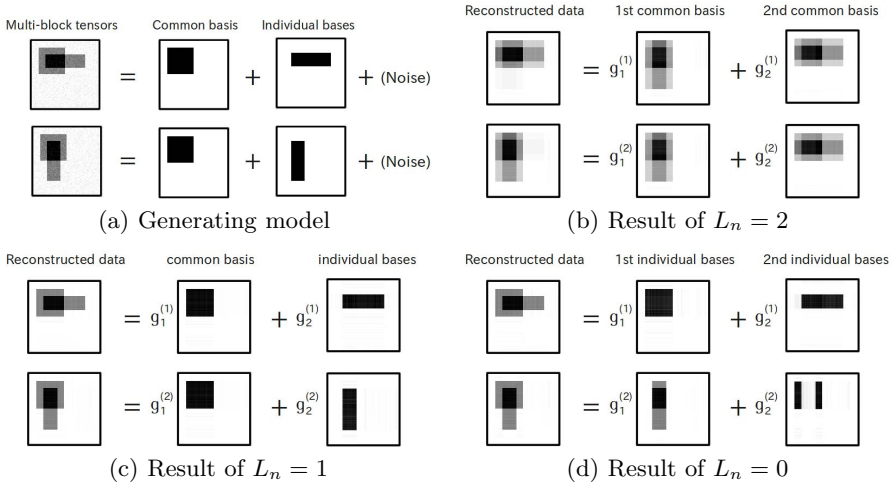 Multi-block tensors Common basis Individual bases
= + + (Noise)
= + + (Noise)
(a) Generating model
Reconstructed data 1st common basis 2nd common basis
= g₁⁽¹⁾ + g₂⁽¹⁾
= g₁⁽²⁾ + g₂⁽²⁾
(b) Result of Lₙ = 2
Reconstructed data common basis individual bases
= g₁⁽¹⁾ + g₂⁽¹⁾
= g₁⁽²⁾ + g₂⁽²⁾
(c) Result of Lₙ = 1
Reconstructed data 1st individual bases 2nd individual bases
= g₁⁽¹⁾ + g₂⁽¹⁾
= g₁⁽²⁾ + g₂⁽²⁾
(d) Result of Lₙ = 0